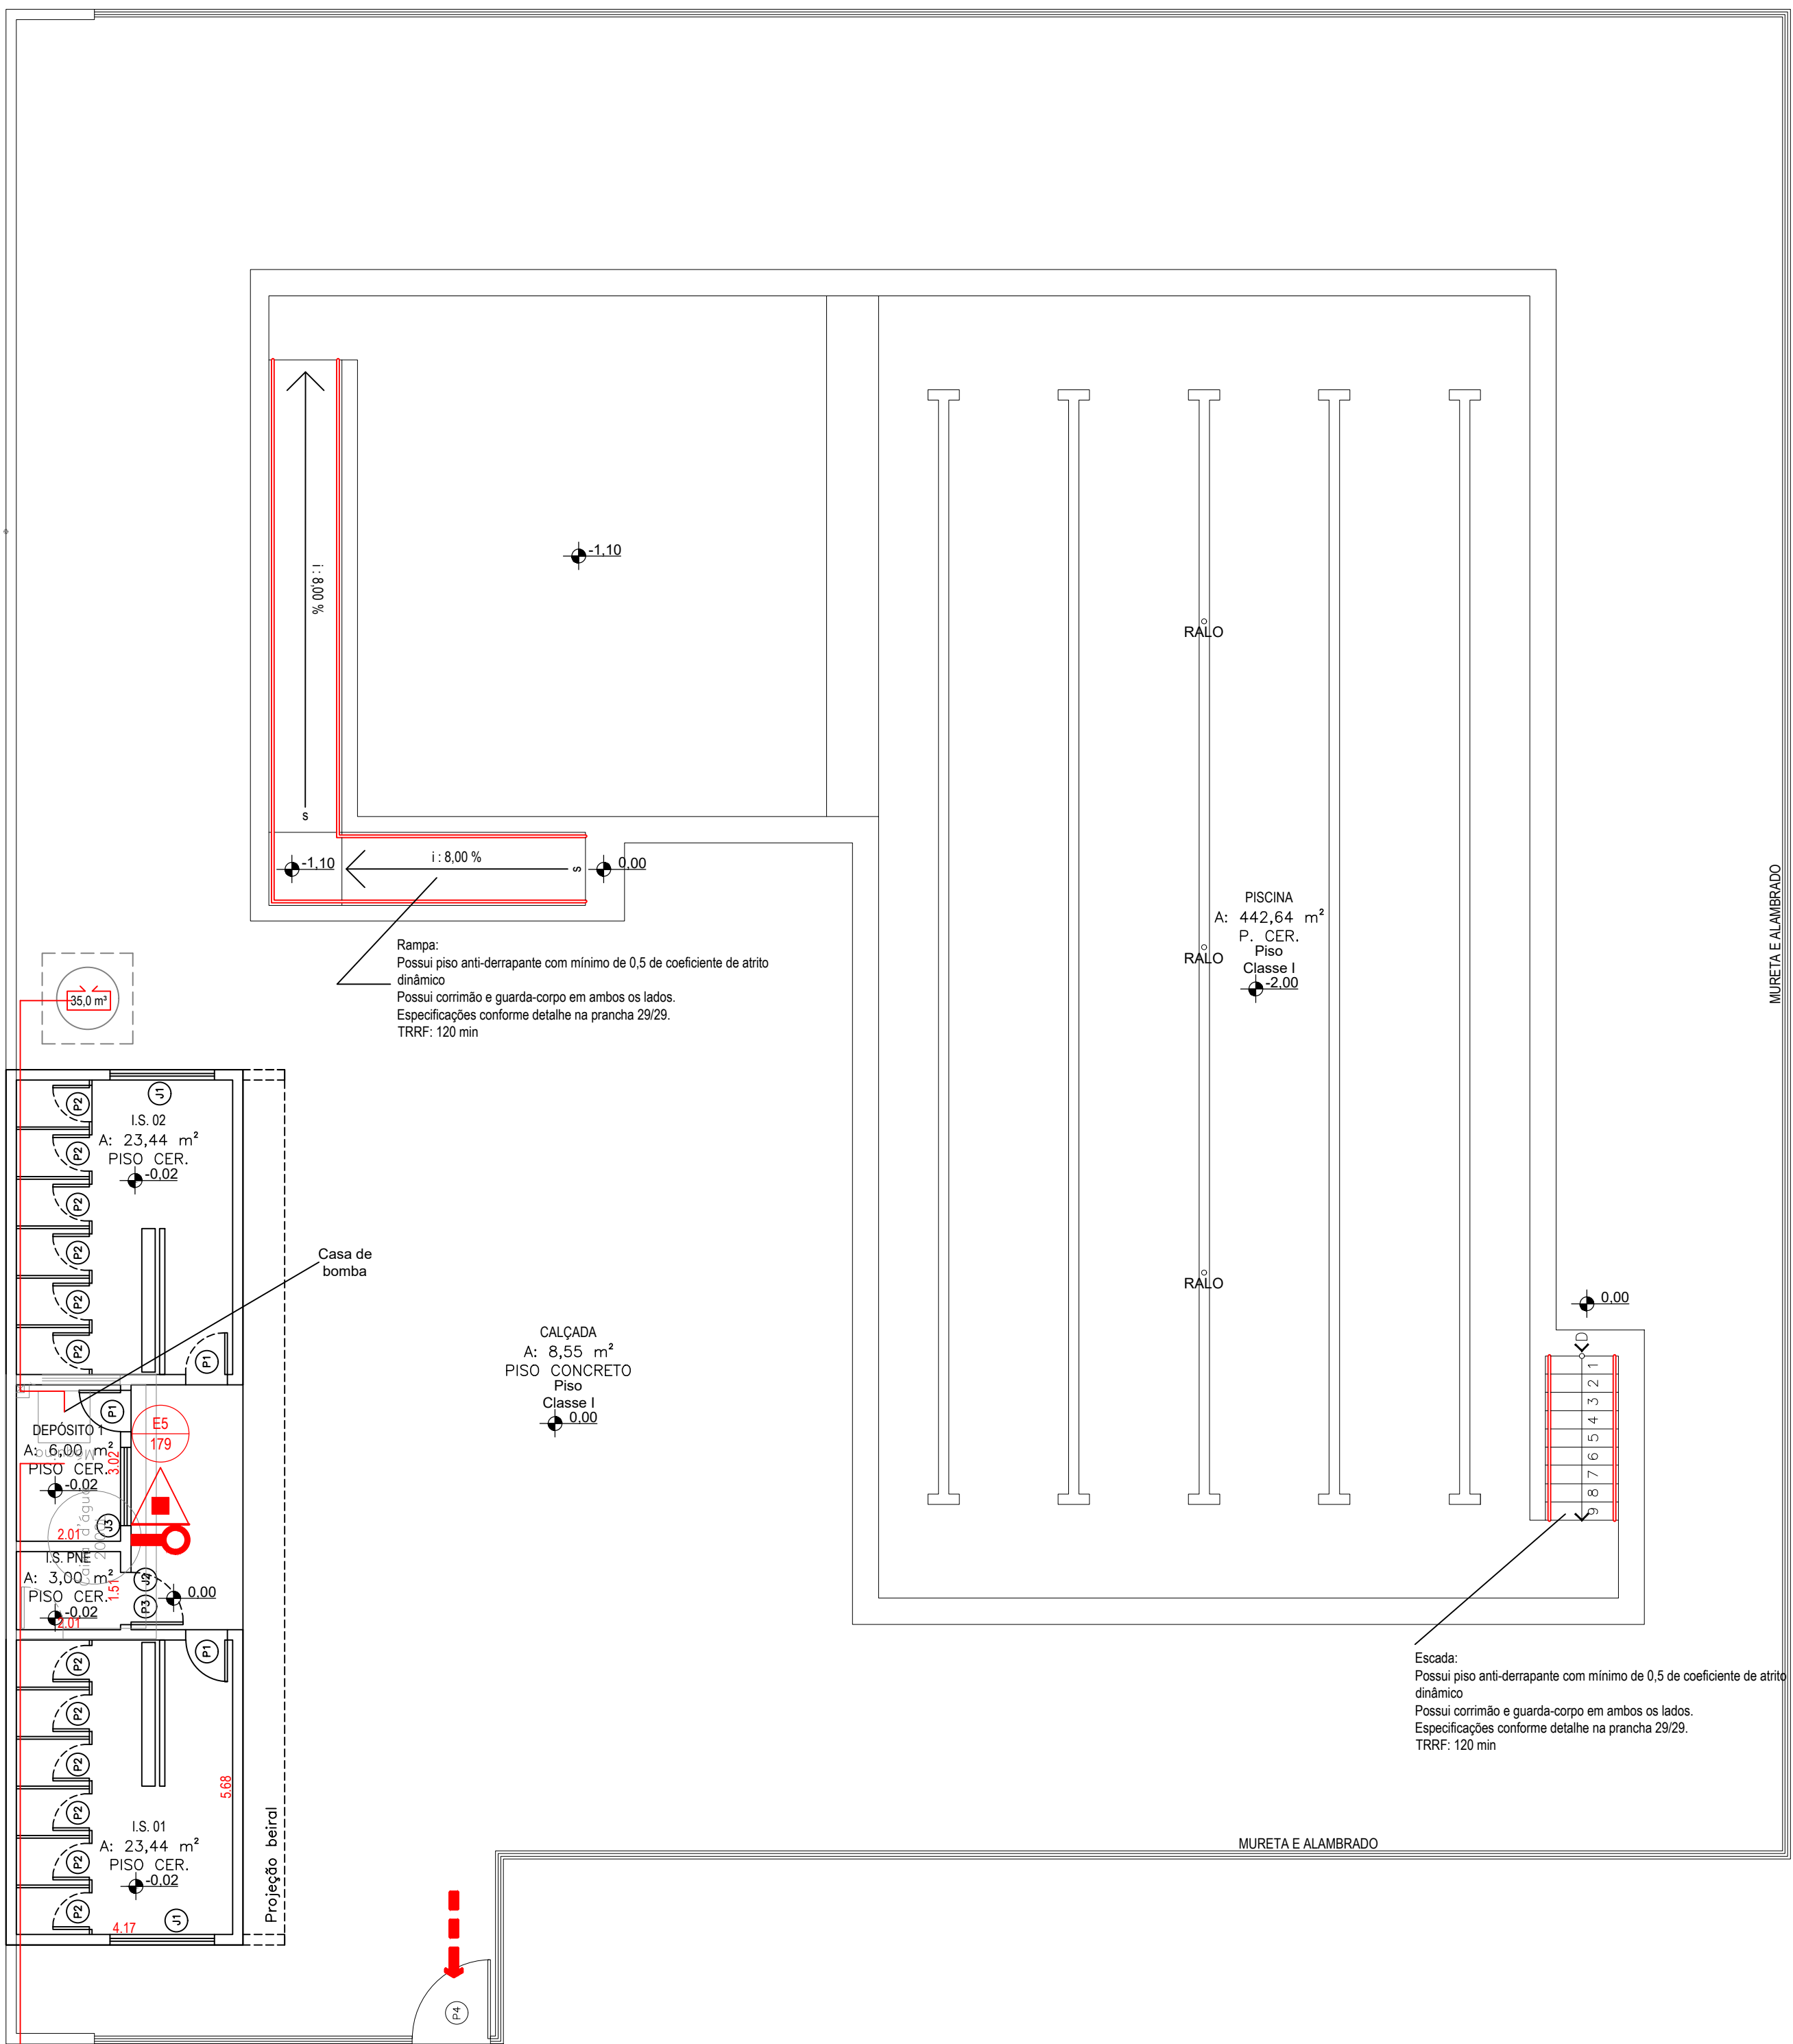 -1,10
i : 8,00 %
s
RALO
-1,10
i : 8,00 %
s
0,00
PISCINA
A: 442,64 m²
P. CER.
Piso
Classe I
-2,00
RALO
MURETA E ALAMBRADO
Rampa:
Possui piso anti-derrapante com mínimo de 0,5 de coeficiente de atrito
dinâmico
Possui corrimão e guarda-corpo em ambos os lados.
Especificações conforme detalhe na prancha 29/29.
TRRF: 120 min
35,0 m³
J1
P2
I.S. 02
A: 23,44 m²
PISO CER.
-0,02
P2
P2
P2
P2
P2
P1
Casa de
bomba
RALO
0,00
CALÇADA
A: 8,55 m²
PISO CONCRETO
Piso
Classe I
0,00
D
1
2
3
4
5
6
7
8
9
P1
E5
179
DEPÓSITO 1
A: 6,00 m²
PISO CER.
-0,02
3.02
2.01
J3
Caixa d'água
I.S. PNE
A: 3,00 m²
PISO CER.
-0,02
1.51
2.01
J2
P3
0,00
P1
P2
P2
P2
P2
P2
P2
5.68
I.S. 01
A: 23,44 m²
PISO CER.
-0,02
4.17
J1
Projeção beiral
Escada:
Possui piso anti-derrapante com mínimo de 0,5 de coeficiente de atrito
dinâmico
Possui corrimão e guarda-corpo em ambos os lados.
Especificações conforme detalhe na prancha 29/29.
TRRF: 120 min
MURETA E ALAMBRADO
P4